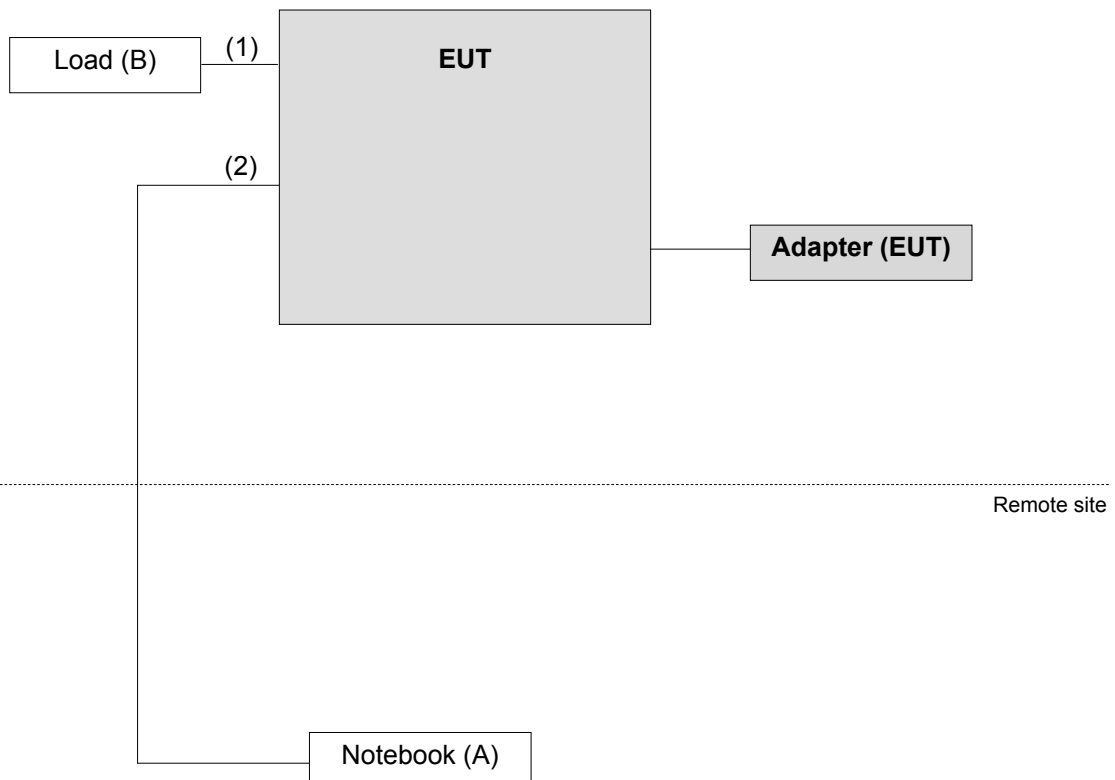 Load (B)
(1)
EUT
(2)
Adapter (EUT)
Remote site
Notebook (A)